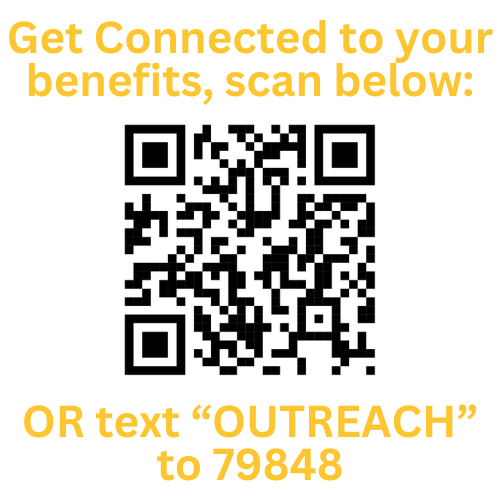 Get Connected to your
benefits, scan below:
OR text “OUTREACH”
to 79848